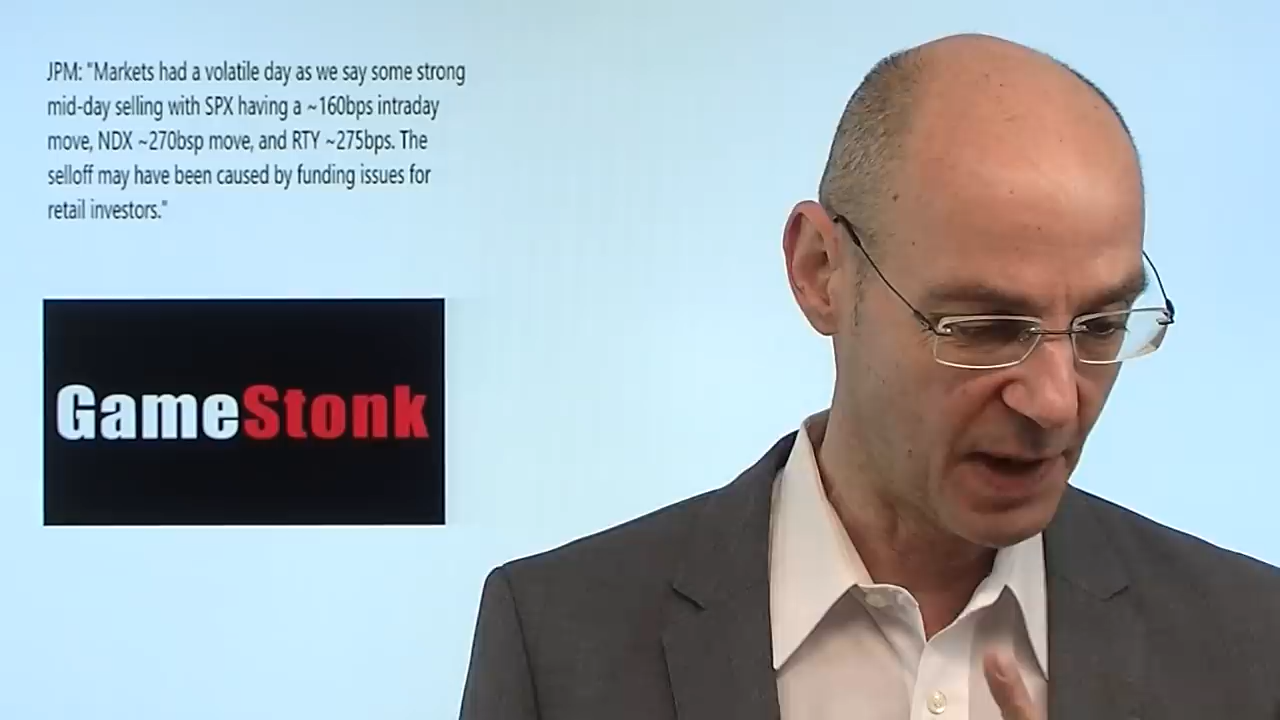 JPM: "Markets had a volatile day as we say some strong
mid-day selling with SPX having a ~160bps intraday
move, NDX ~270bsp move, and RTY ~275bps. The
selloff may have been caused by funding issues for
retail investors."
GameStonk